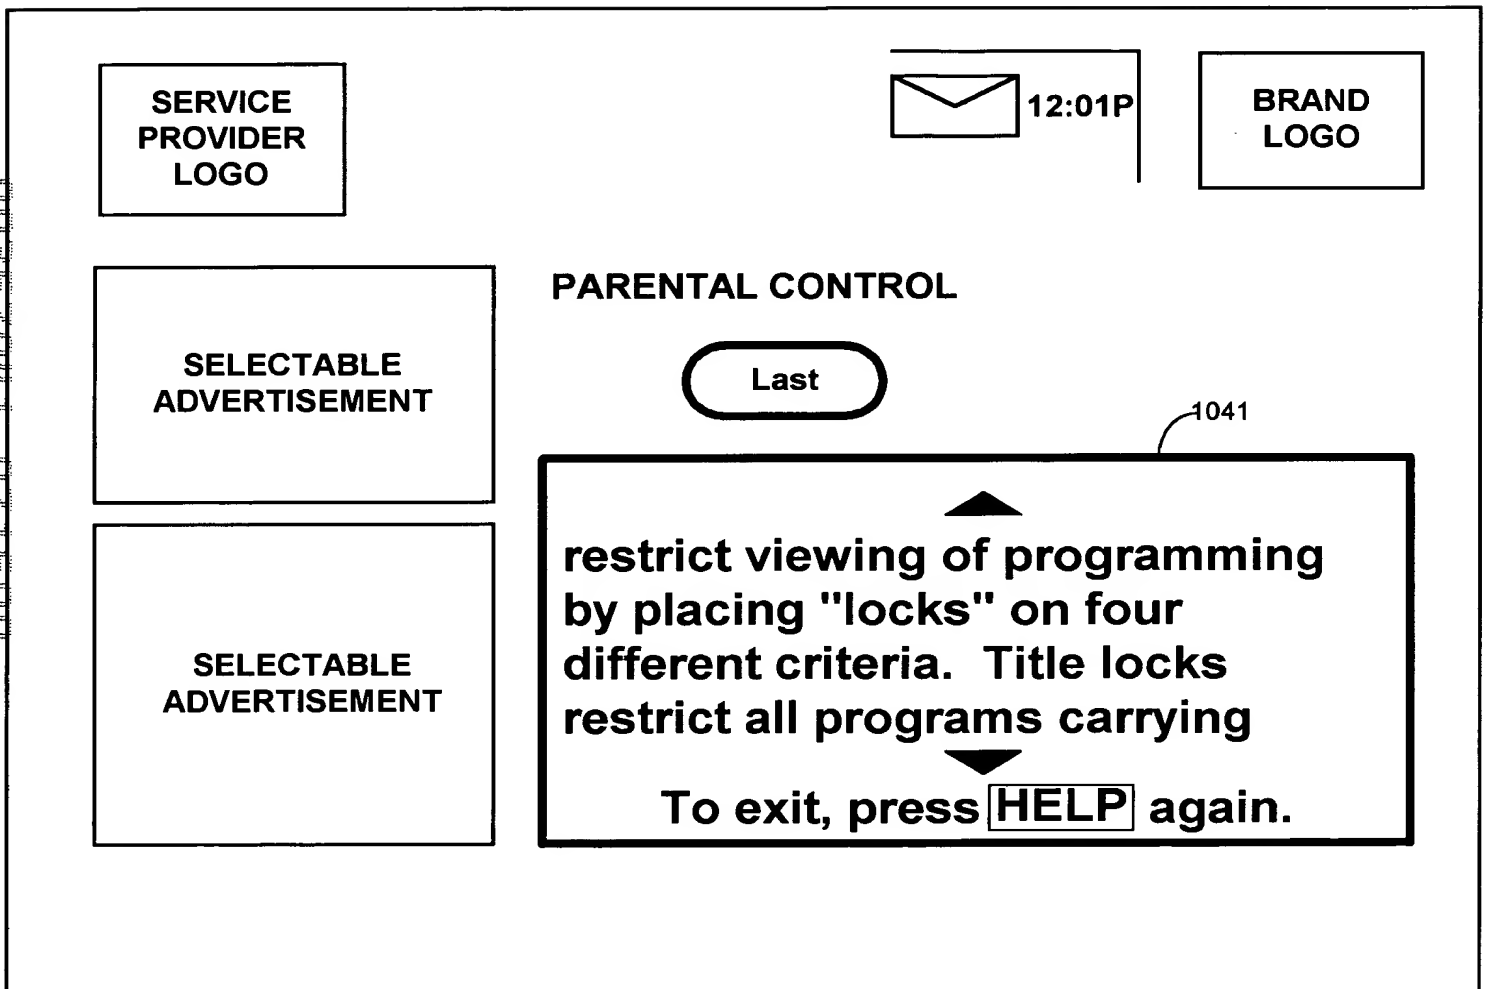 SERVICE
PROVIDER
LOGO
12:01P
BRAND
LOGO
SELECTABLE
ADVERTISEMENT
PARENTAL CONTROL
Last
1041
restrict viewing of programming
by placing "locks" on four
different criteria.  Title locks
restrict all programs carrying
To exit, press HELP again.
SELECTABLE
ADVERTISEMENT